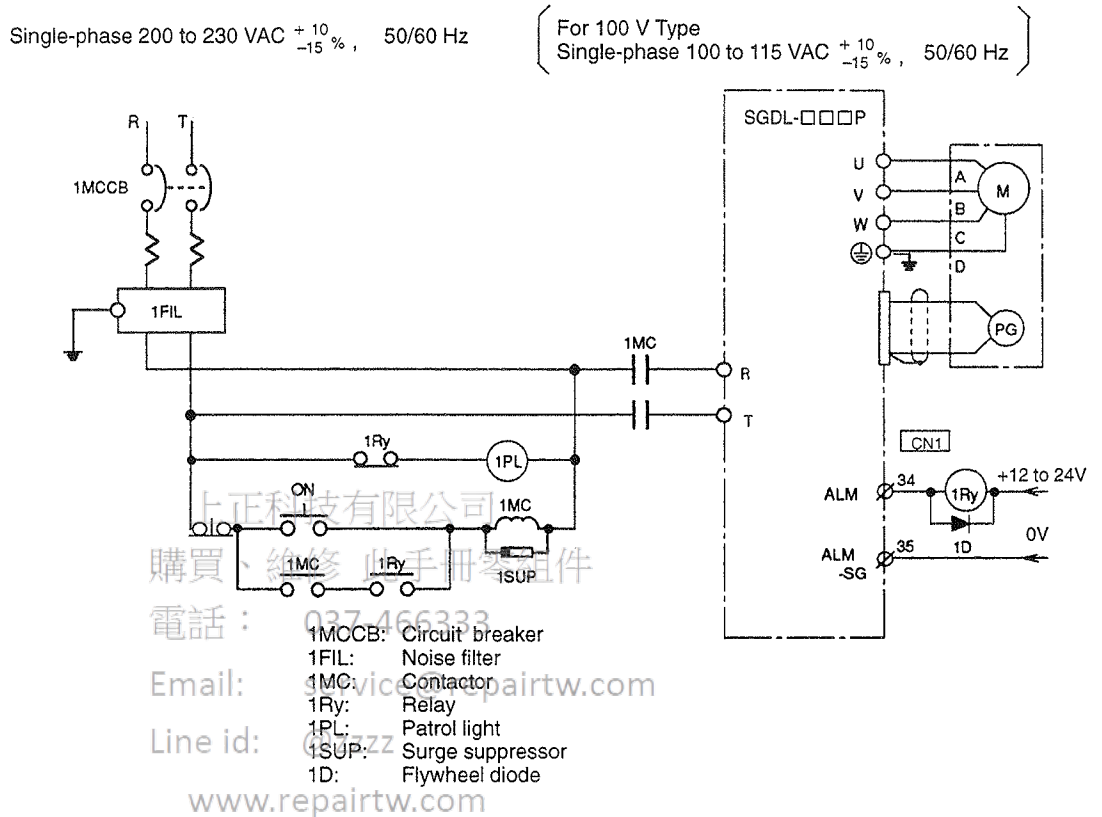 Single-phase 200 to 230 VAC +10 −15 %, 50/60 Hz
For 100 V Type
Single-phase 100 to 115 VAC +10 −15 %, 50/60 Hz
SGDL-□□□P
R T
1MCCB
U
A
M
V
B
W
C
D
1FIL
PG
1MC
R
T
1Ry
1PL
CN1
ON
上正科技有限公司
1MC
ALM
34
1Ry
+12 to 24V
1D
0V
購買、維修 此手冊零組件
1MC
1Ry
1SUP
ALM
-SG
35
電話： 037-466333
1MCCB: Circuit breaker
1FIL: Noise filter
1MC: Contactor
Email: service@repairtw.com
1Ry: Relay
1PL: Patrol light
Line id: @zzzz
1SUP: Surge suppressor
1D: Flywheel diode
www.repairtw.com